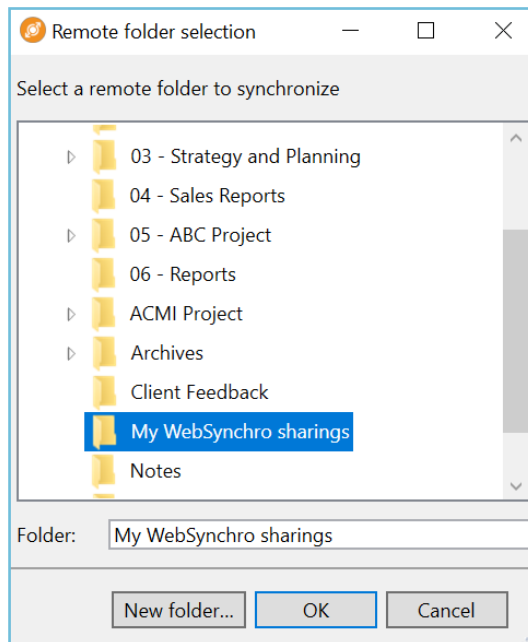 Remote folder selection
Select a remote folder to synchronize
03 - Strategy and Planning
04 - Sales Reports
05 - ABC Project
06 - Reports
ACMI Project
Archives
Client Feedback
My WebSynchro sharings
Notes
Folder: My WebSynchro sharings
New folder... OK Cancel